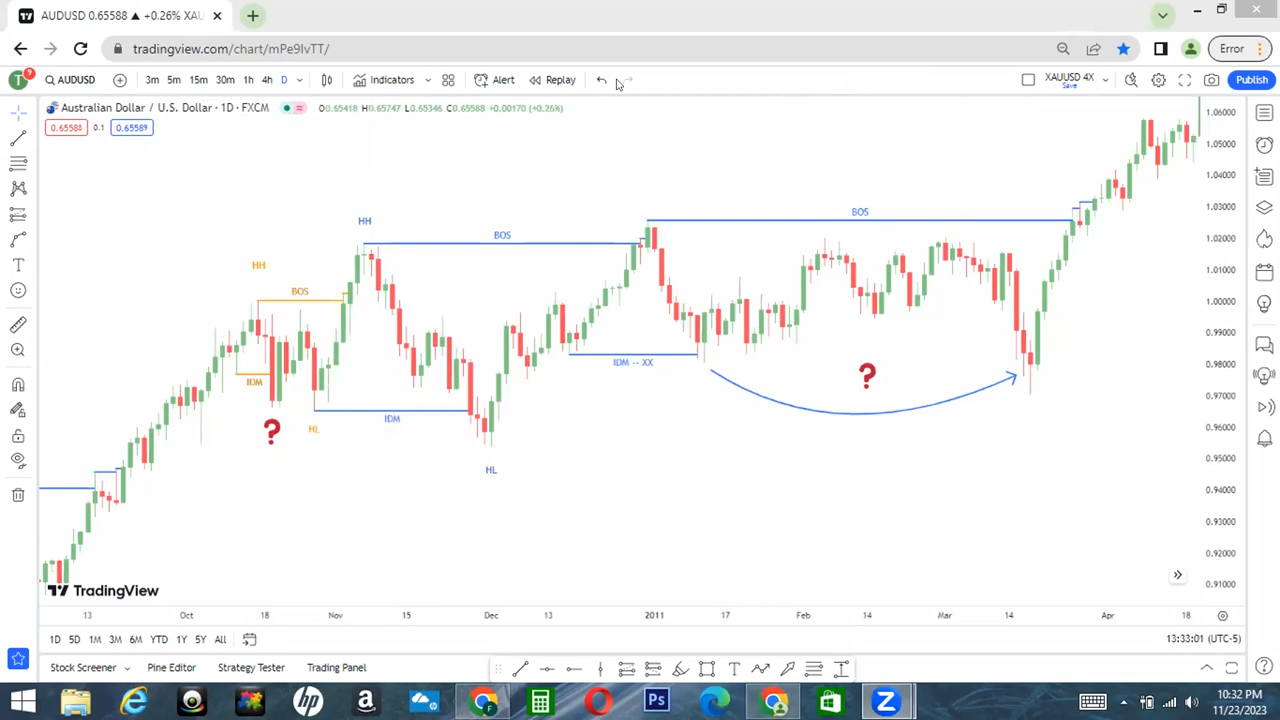 AUDUSD 0.65588 ▲ +0.26% XAU
tradingview.com/chart/mPe9IvTT/
Error
AUDUSD
3m 5m 15m 30m 1h 4h D
Indicators
Alert
Replay
XAUUSD 4X
Save
Publish
Australian Dollar / U.S. Dollar · 1D · FXCM
O0.65418 H0.65747 L0.65346 C0.65588 +0.00170 (+0.26%)
0.65588 0.1 0.65589
1.06000
1.05000
1.04000
1.03000
1.02000
1.01000
1.00000
0.99000
0.98000
0.97000
0.96000
0.95000
0.94000
0.93000
0.92000
0.91000
HH
BOS
BOS
HH
BOS
IDM -- XX
IDM
?
IDM
?
HL
HL
TradingView
13 Oct 18 Nov 15 Dec 13 2011 17 Feb 14 Mar 14 Apr 18
1D 5D 1M 3M 6M YTD 1Y 5Y All
13:33:01 (UTC-5)
Stock Screener
Pine Editor
Strategy Tester
Trading Panel
10:32 PM
11/23/2023